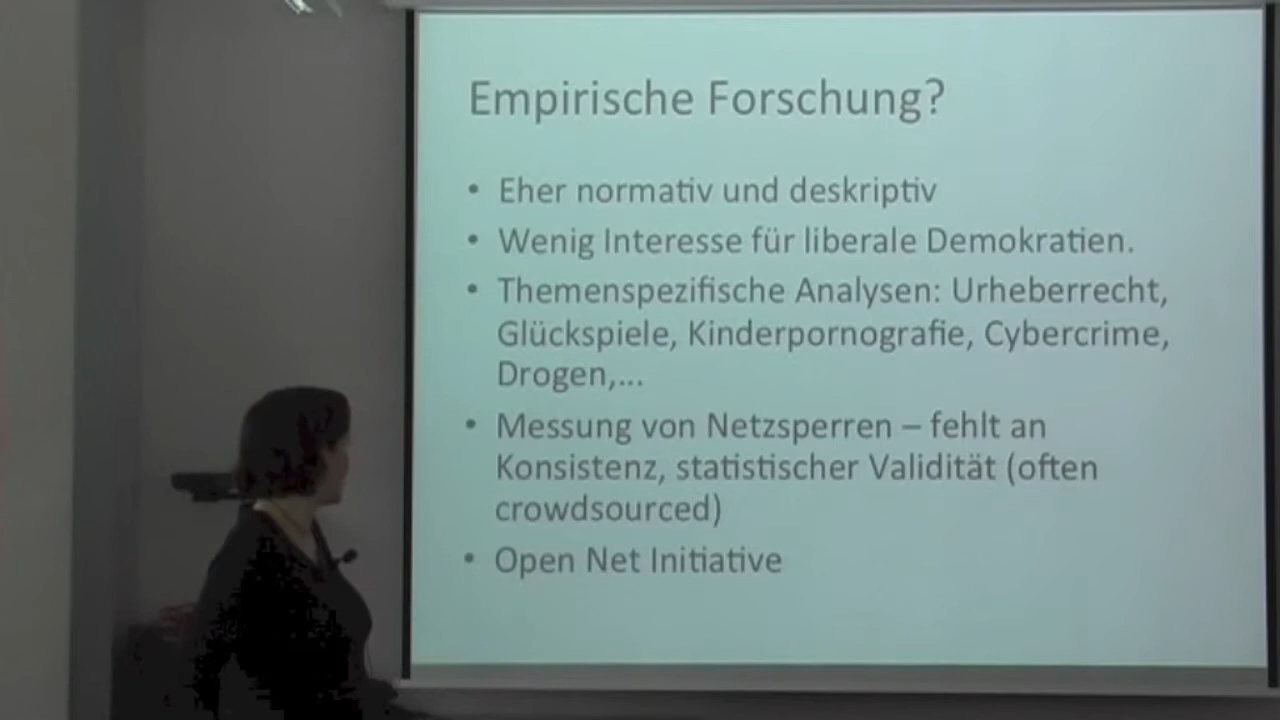 Empirische Forschung?
• Eher normativ und deskriptiv
• Wenig Interesse für liberale Demokratien.
• Themenspezifische Analysen: Urheberrecht,
Glückspiele, Kinderpornografie, Cybercrime,
Drogen,...
• Messung von Netzsperren – fehlt an
Konsistenz, statistischer Validität (often
crowdsourced)
• Open Net Initiative